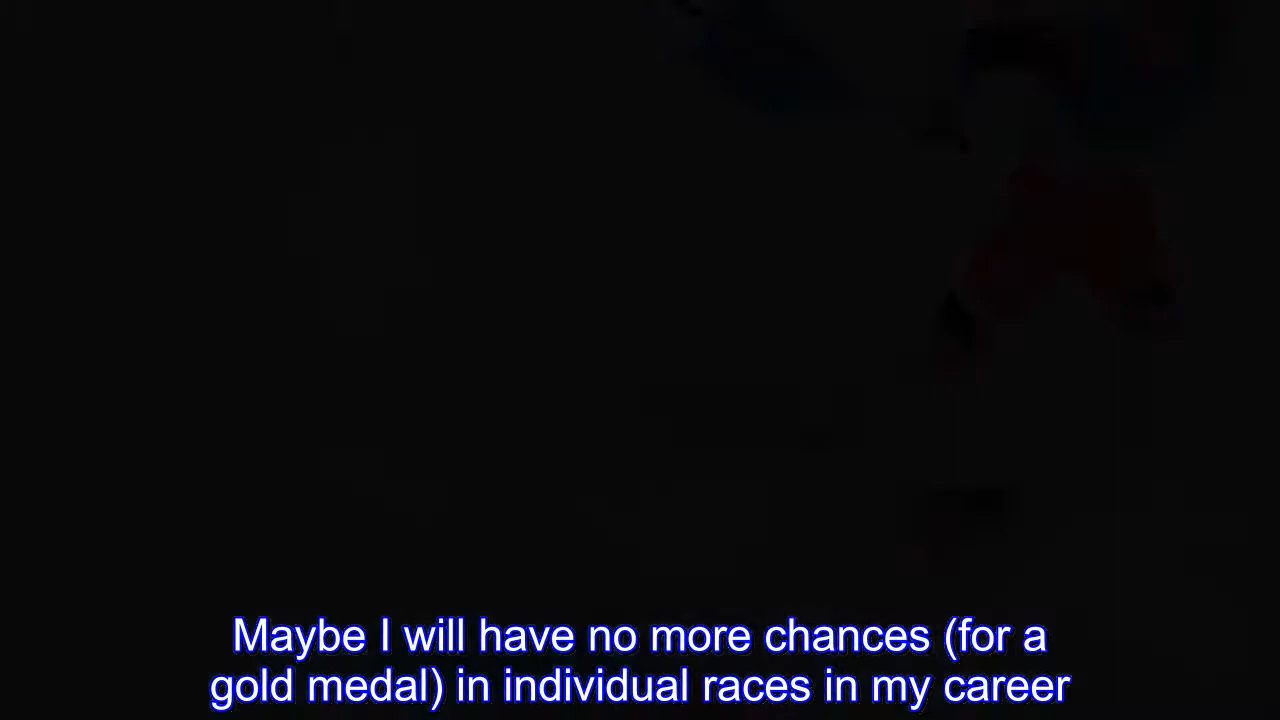 Maybe I will have no more chances (for a
gold medal) in individual races in my career